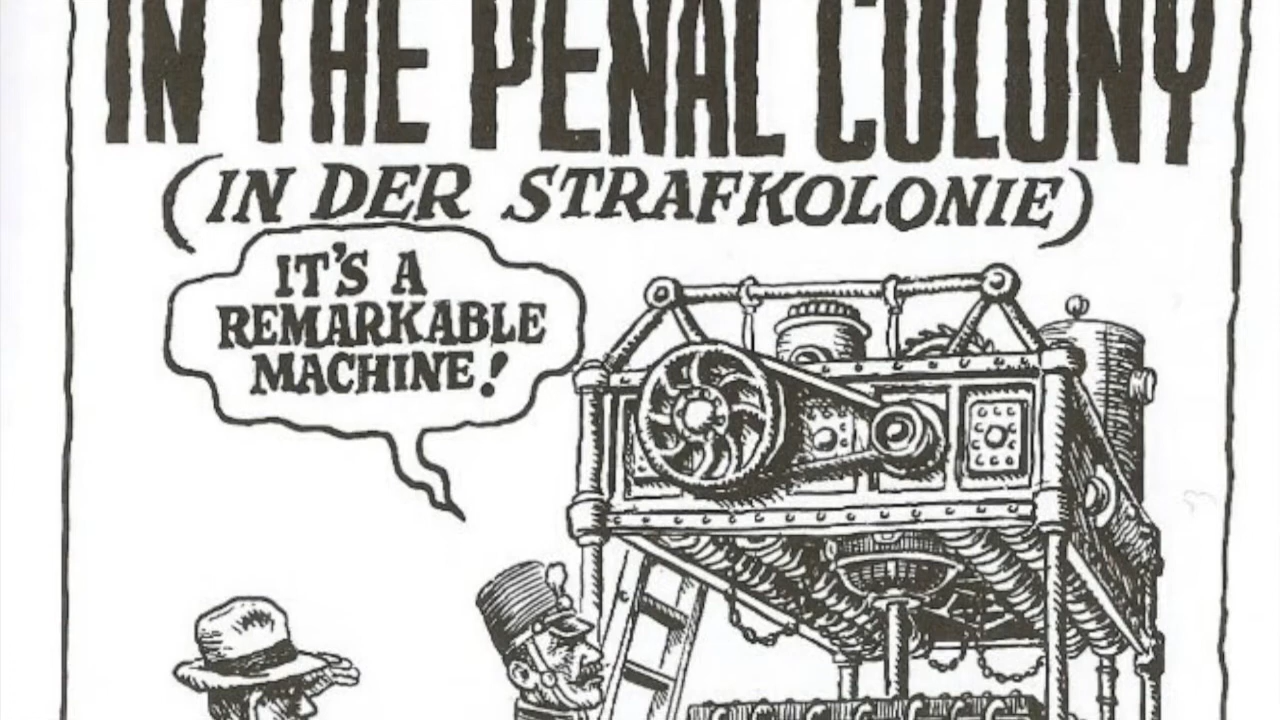 IN THE PENAL COLONY
(IN DER STRAFKOLONIE)
IT'S A
REMARKABLE
MACHINE!